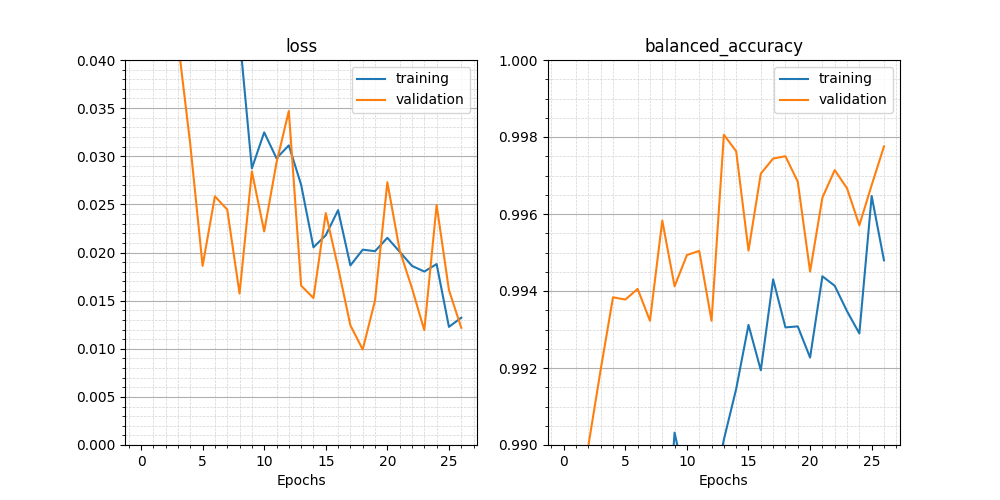 loss
0.040
0.035
0.030
0.025
0.020
0.015
0.010
0.005
0.000
0 5 10 15 20 25
Epochs
training
validation
balanced_accuracy
1.000
0.998
0.996
0.994
0.992
0.990
0 5 10 15 20 25
Epochs
training
validation